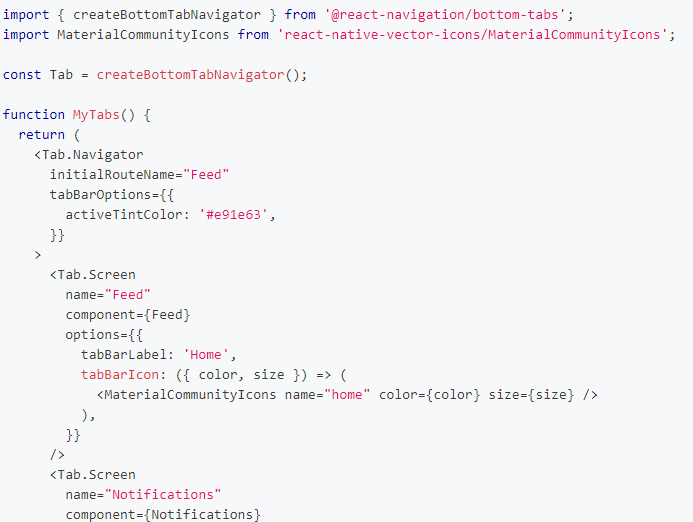 import { createBottomTabNavigator } from '@react-navigation/bottom-tabs';
import MaterialCommunityIcons from 'react-native-vector-icons/MaterialCommunityIcons';

const Tab = createBottomTabNavigator();

function MyTabs() {
  return (
    <Tab.Navigator
      initialRouteName="Feed"
      tabBarOptions={{
        activeTintColor: '#e91e63',
      }}
    >
      <Tab.Screen
        name="Feed"
        component={Feed}
        options={{
          tabBarLabel: 'Home',
          tabBarIcon: ({ color, size }) => (
            <MaterialCommunityIcons name="home" color={color} size={size} />
          ),
        }}
      />
      <Tab.Screen
        name="Notifications"
        component={Notifications}